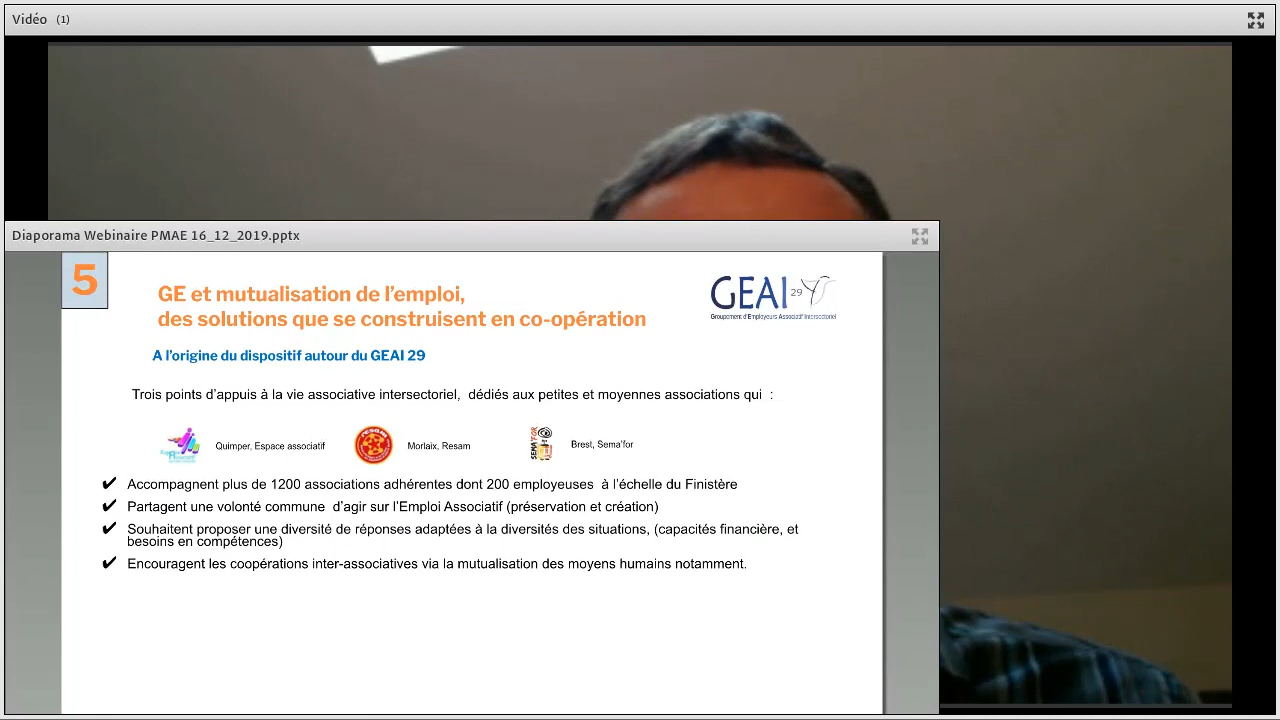 Vidéo (1)
Diaporama Webinaire PMAE 16_12_2019.pptx
5
GE et mutualisation de l'emploi,
des solutions que se construisent en co-opération
GEAI 29
Groupement d'Employeurs Associatif Intersectoriel
A l'origine du dispositif autour du GEAI 29
Trois points d'appuis à la vie associative intersectoriel, dédiés aux petites et moyennes associations qui :
Quimper, Espace associatif
RESAM
Morlaix, Resam
SEMA'FOR
Brest, Sema'for
✔ Accompagnent plus de 1200 associations adhérentes dont 200 employeuses à l'échelle du Finistère
✔ Partagent une volonté commune d'agir sur l'Emploi Associatif (préservation et création)
✔ Souhaitent proposer une diversité de réponses adaptées à la diversités des situations, (capacités financière, et
besoins en compétences)
✔ Encouragent les coopérations inter-associatives via la mutualisation des moyens humains notamment.